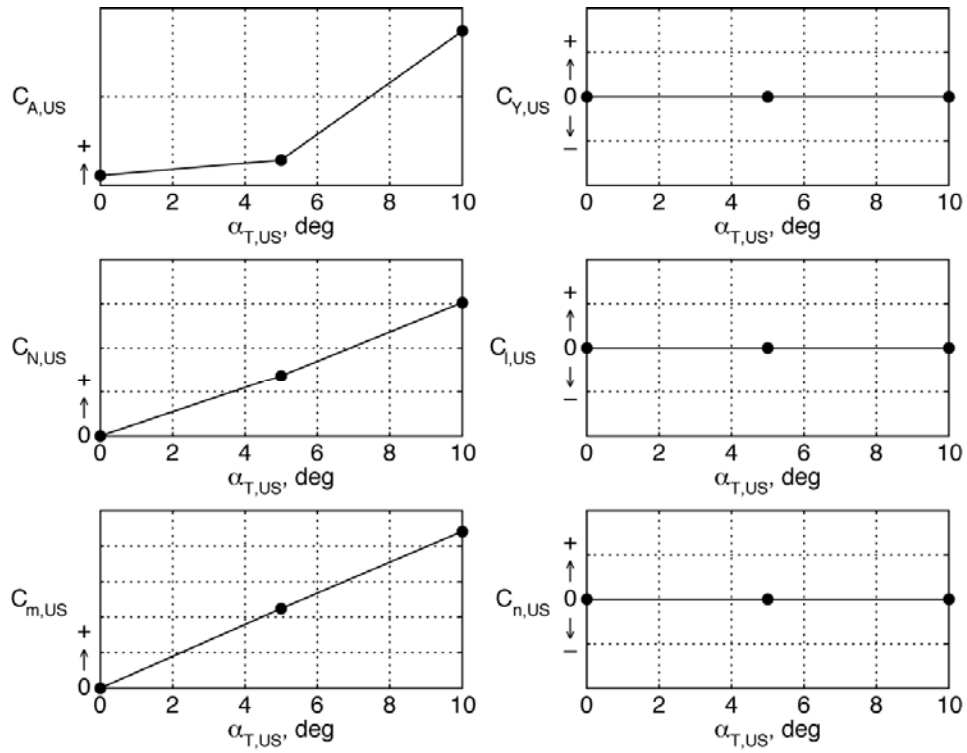 C_A,US
+
↑
0 2 4 6 8 10
α_T,US, deg
C_Y,US
+
↑
0
↓
−
0 2 4 6 8 10
α_T,US, deg
C_N,US
+
↑
0
0 2 4 6 8 10
α_T,US, deg
C_l,US
+
↑
0
↓
−
0 2 4 6 8 10
α_T,US, deg
C_m,US
+
↑
0
0 2 4 6 8 10
α_T,US, deg
C_n,US
+
↑
0
↓
−
0 2 4 6 8 10
α_T,US, deg